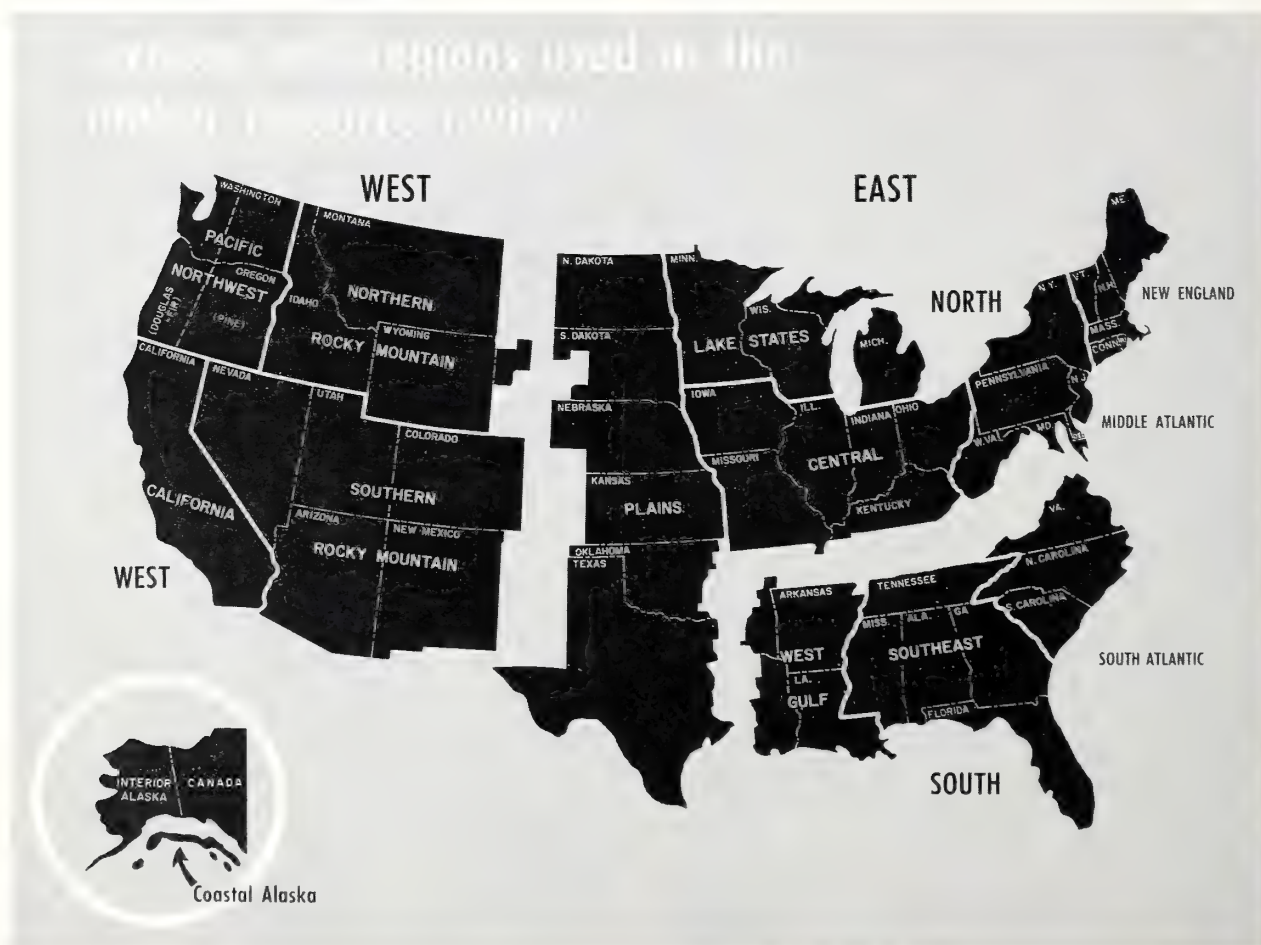 regions used in the
WEST
EAST
WASHINGTON
MONTANA
PACIFIC
NORTHWEST
OREGON
(DOUGLAS FIR)
(PINE)
IDAHO
NORTHERN
ROCKY MOUNTAIN
WYOMING
CALIFORNIA
NEVADA
UTAH
COLORADO
CALIFORNIA
SOUTHERN
ROCKY MOUNTAIN
ARIZONA
NEW MEXICO
WEST
N. DAKOTA
S. DAKOTA
NEBRASKA
KANSAS
PLAINS
OKLAHOMA
TEXAS
MINN.
WIS.
LAKE STATES
MICH.
NORTH
IOWA
ILL.
INDIANA
OHIO
MISSOURI
CENTRAL
KENTUCKY
ME.
VT.
N.H.
N.Y.
NEW ENGLAND
MASS.
CONN.
PENNSYLVANIA
N.J.
MIDDLE ATLANTIC
W.VA.
MD.
VA.
N. CAROLINA
S. CAROLINA
SOUTH ATLANTIC
ARKANSAS
TENNESSEE
WEST
GULF
LA.
MISS.
ALA.
GA
SOUTHEAST
FLORIDA
SOUTH
INTERIOR
ALASKA
CANADA
Coastal Alaska